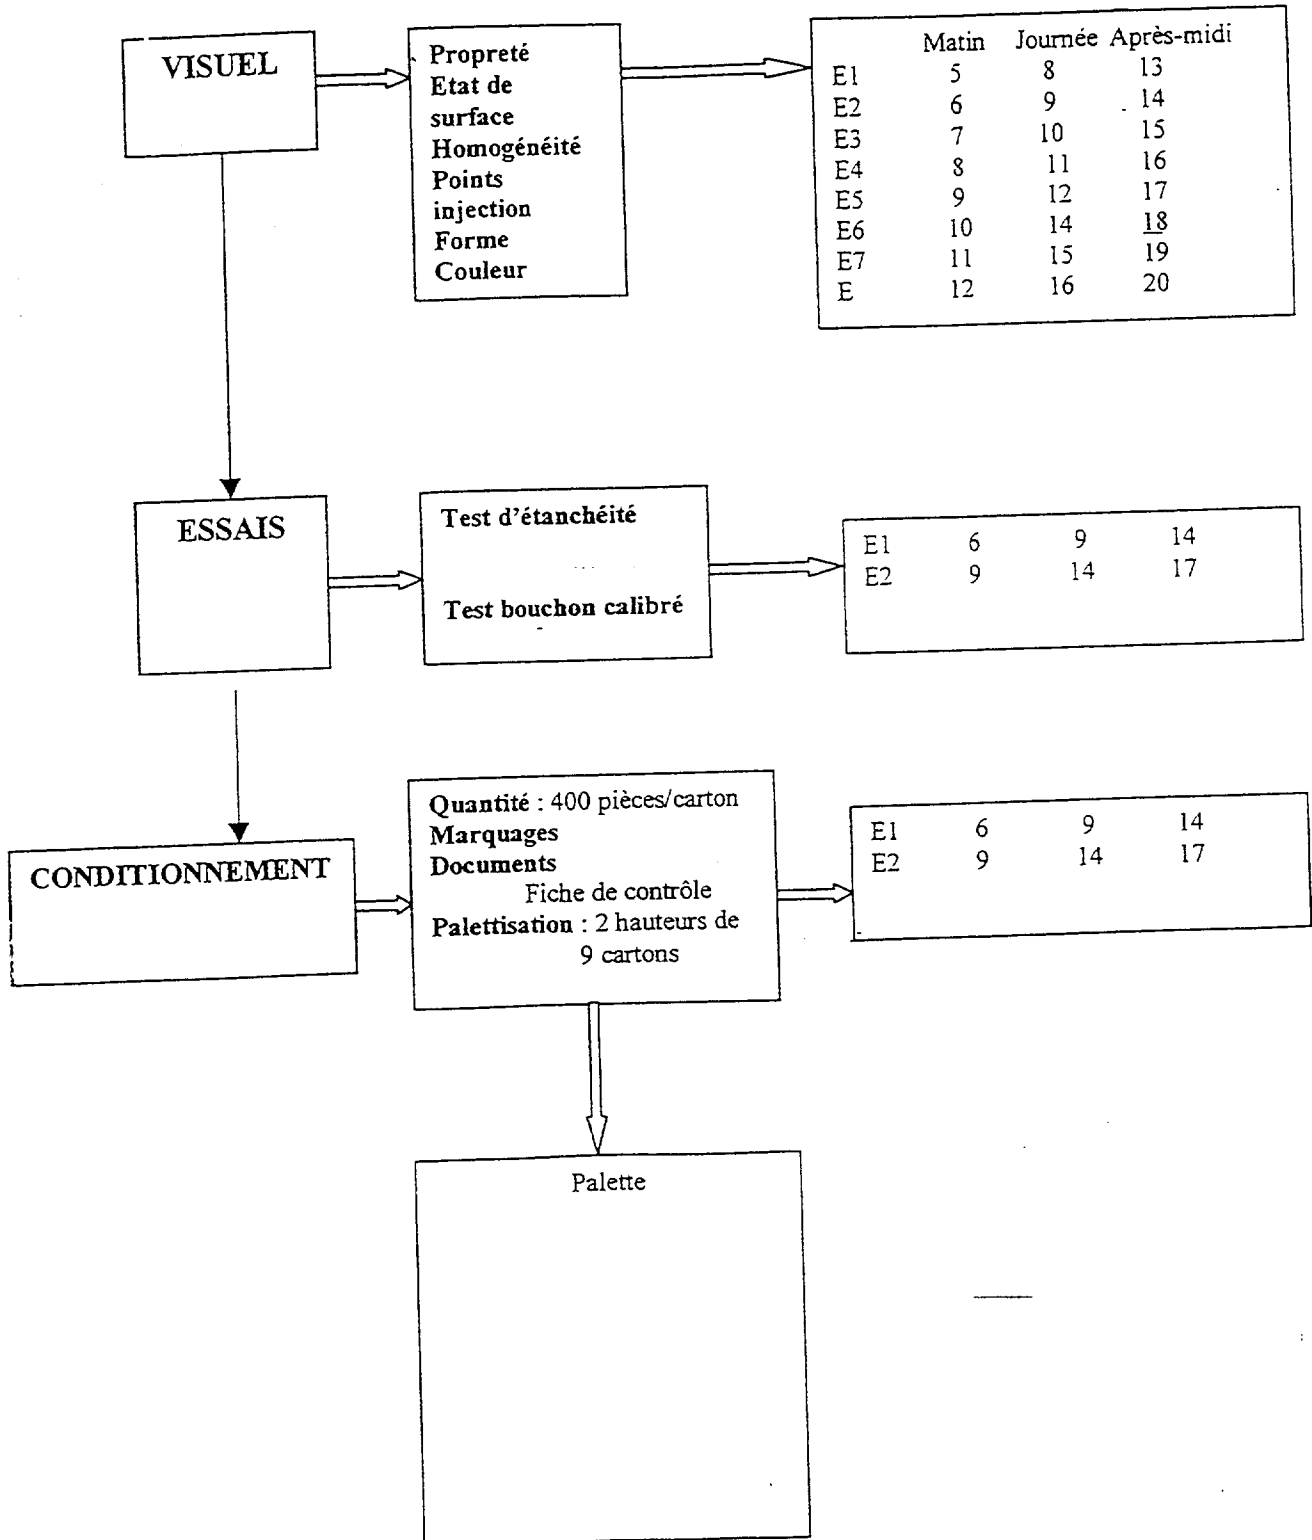 VISUEL
Propreté
Etat de
surface
Homogénéité
Points
injection
Forme
Couleur
Matin Journée Après-midi
E1 5 8 13
E2 6 9 14
E3 7 10 15
E4 8 11 16
E5 9 12 17
E6 10 14 18
E7 11 15 19
E 12 16 20
ESSAIS
Test d'étanchéité
Test bouchon calibré
E1 6 9 14
E2 9 14 17
CONDITIONNEMENT
Quantité : 400 pièces/carton
Marquages
Documents
Fiche de contrôle
Palettisation : 2 hauteurs de
9 cartons
E1 6 9 14
E2 9 14 17
Palette